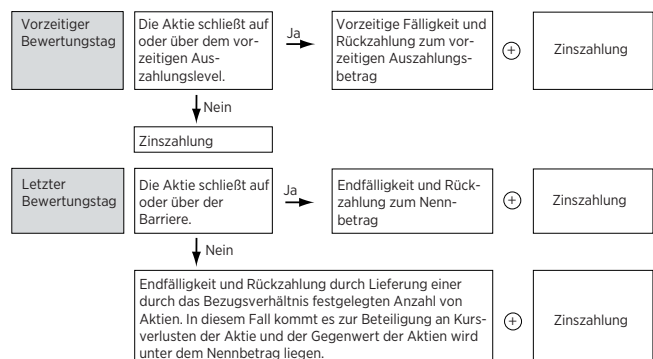 Vorzeitiger
Bewertungstag
Die Aktie schließt auf
oder über dem vor-
zeitigen Aus-
zahlungslevel.
Ja
Vorzeitige Fälligkeit und
Rückzahlung zum vor-
zeitigen Auszahlungs-
betrag
+
Zinszahlung
Nein
Zinszahlung
Letzter
Bewertungstag
Die Aktie schließt auf
oder über der
Barriere.
Ja
Endfälligkeit und Rück-
zahlung zum Nenn-
betrag
+
Zinszahlung
Nein
Endfälligkeit und Rückzahlung durch Lieferung einer
durch das Bezugsverhältnis festgelegten Anzahl von
Aktien. In diesem Fall kommt es zur Beteiligung an Kurs-
verlusten der Aktie und der Gegenwert der Aktien wird
unter dem Nennbetrag liegen.
+
Zinszahlung